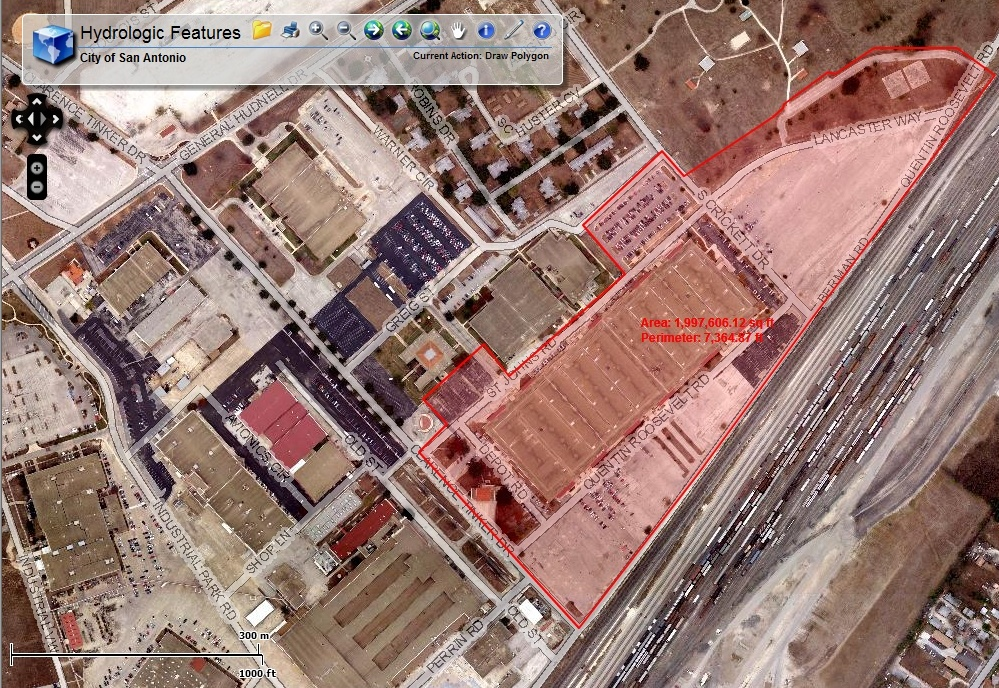 Hydrologic Features
City of San Antonio
Current Action: Draw Polygon
GENERAL HUDNELL DR
CLARENCE TINKER DR
WARNER CIR
ROBINS DR
SCHUSTER CV
LANCASTER WAY
QUENTIN ROOSEVELT RD
S CRICKETT DR
BERMAN RD
GREIG ST
Area: 1,997,606.12 sq ft
Perimeter: 7,364.87 ft
ST JOHNS RD
QUENTIN ROOSEVELT RD
DEPOT RD
AVIONICS CIR
OLD ST
CLARENCE TINKER DR
INDUSTRIAL PARK RD
SHOP LN
PERRIN RD
OLD ST
300 m
1000 ft